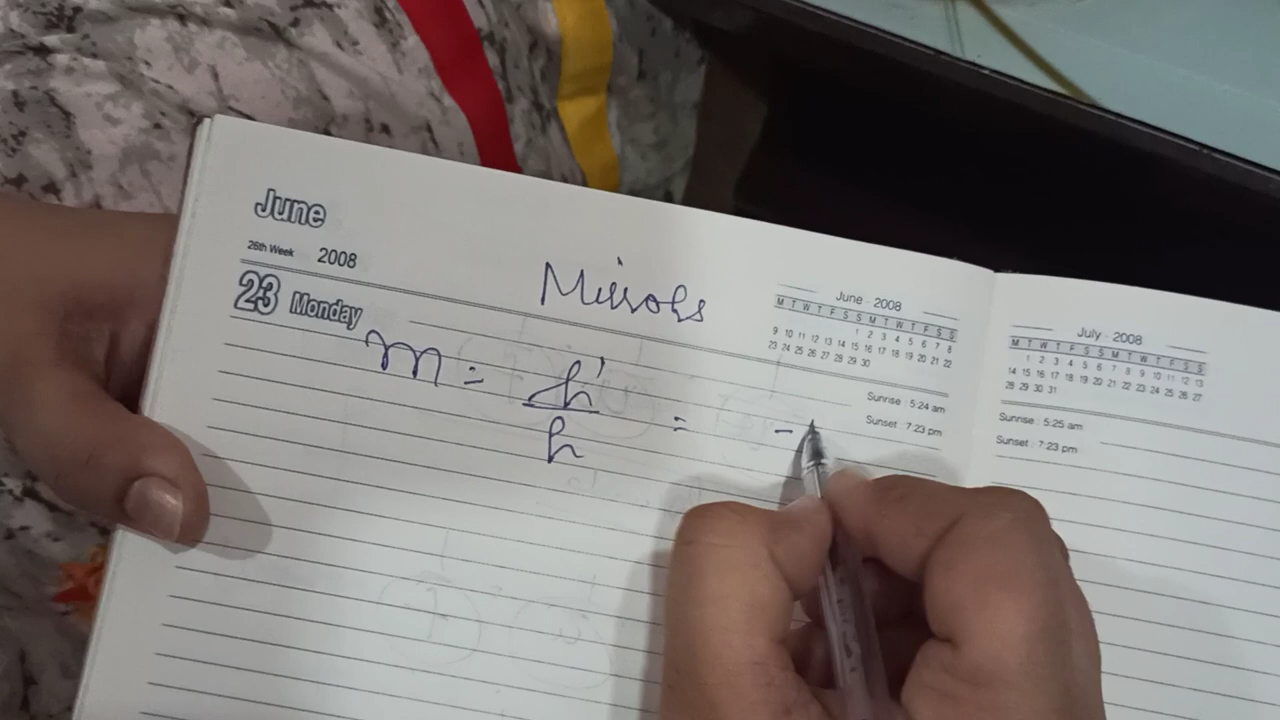 June
26th Week 2008
23 Monday
Mirrors
m = h' / h = -
June - 2008
M T W T F S S M T W T F S S
1 2 3 4 5 6 7 8
9 10 11 12 13 14 15 16 17 18 19 20 21 22
23 24 25 26 27 28 29 30
Sunrise : 5:24 am
Sunset : 7:23 pm
July - 2008
M T W T F S S M T W T F S S
1 2 3 4 5 6 7 8 9 10 11 12 13
14 15 16 17 18 19 20 21 22 23 24 25 26 27
28 29 30 31
Sunrise : 5:25 am
Sunset : 7:23 pm